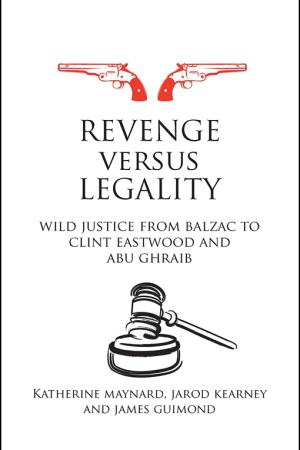 REVENGE
VERSUS
LEGALITY
WILD JUSTICE FROM BALZAC TO
CLINT EASTWOOD AND
ABU GHRAIB
KATHERINE MAYNARD, JAROD KEARNEY
AND JAMES GUIMOND